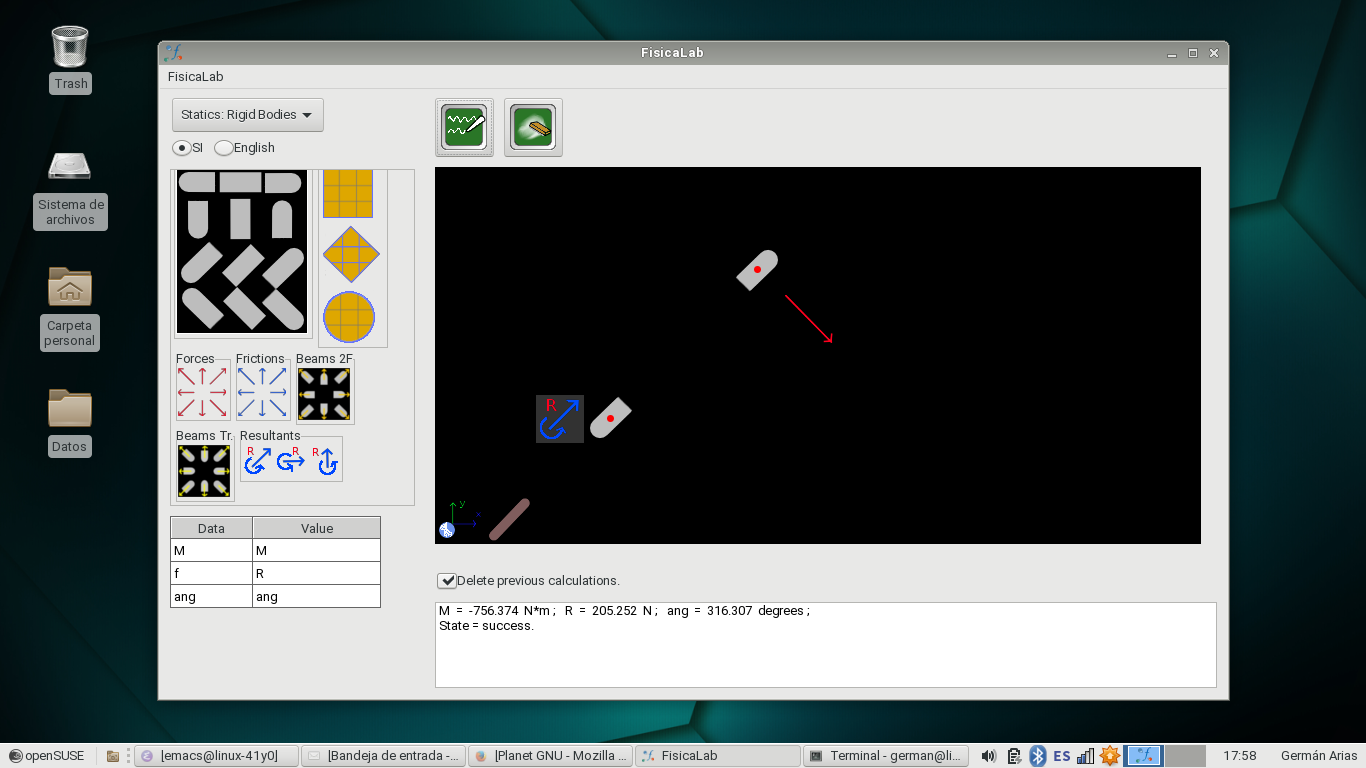 FisicaLab
FisicaLab
Trash
Sistema de
archivos
Carpeta
personal
Datos
Statics: Rigid Bodies
SI
English
Forces
Frictions
Beams 2F
Beams Tr.
Resultants
R
R
R
Data
Value
M
M
f
R
ang
ang
R
y
x
Delete previous calculations.
M = -756.374 N*m ; R = 205.252 N ; ang = 316.307 degrees ;
State = success.
openSUSE
[emacs@linux-41y0]
[Bandeja de entrada -...
[Planet GNU - Mozilla ...
FisicaLab
Terminal - german@li...
ES
17:58
Germán Arias